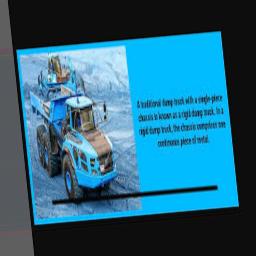 A traditional dump truck with a single-piece
chassis is known as a rigid dump truck. In a
rigid dump truck, the chassis comprises one
continuous piece of metal.